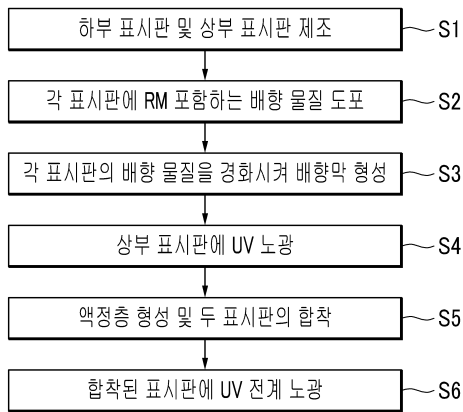 하부 표시판 및 상부 표시판 제조 S1
각 표시판에 RM 포함하는 배향 물질 도포 S2
각 표시판의 배향 물질을 경화시켜 배향막 형성 S3
상부 표시판에 UV 노광 S4
액정층 형성 및 두 표시판의 합착 S5
합착된 표시판에 UV 전계 노광 S6